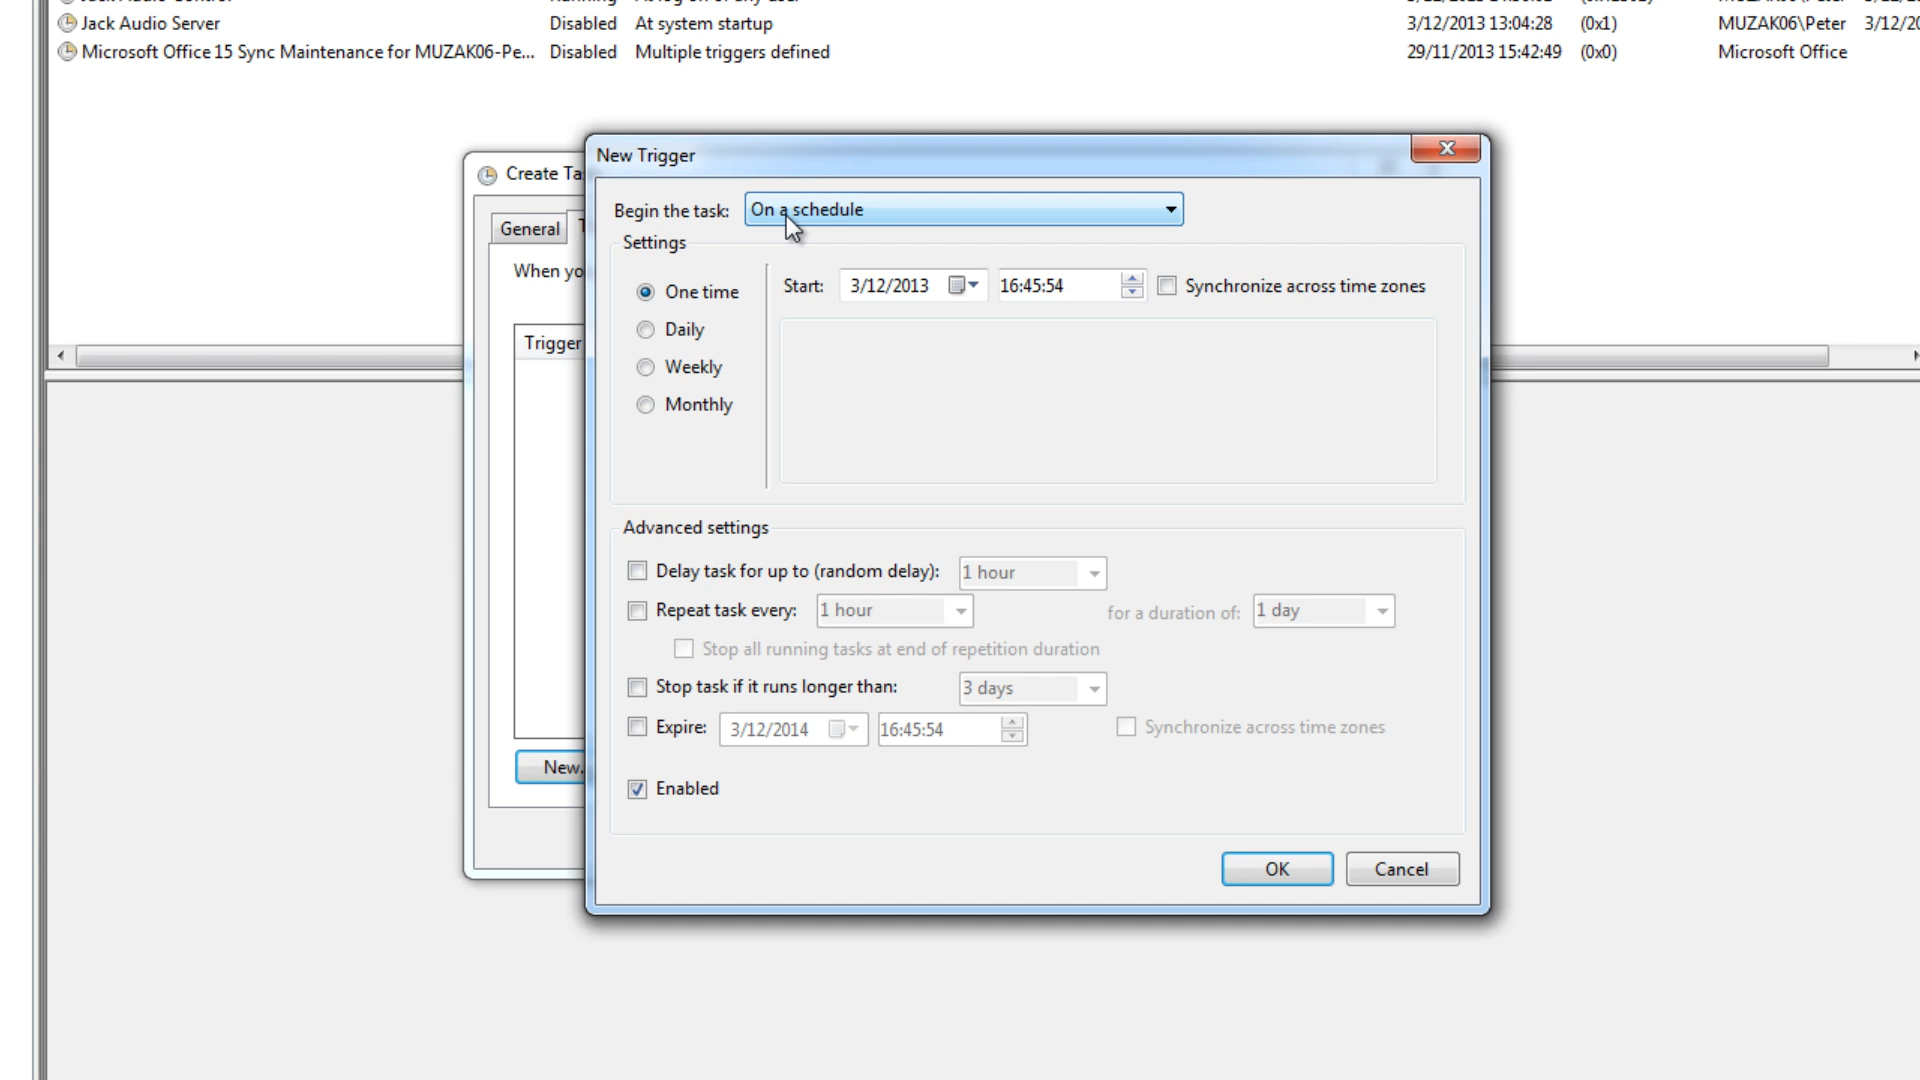 Jack Audio Server Disabled At system startup 3/12/2013 13:04:28 (0x1) MUZAK06\Peter
Microsoft Office 15 Sync Maintenance for MUZAK06-Pe... Disabled Multiple triggers defined 29/11/2013 15:42:49 (0x0) Microsoft Office
New Trigger
Create Ta
Begin the task: On a schedule
General
Settings
When yo
One time Start: 3/12/2013 16:45:54 Synchronize across time zones
Daily
Trigger
Weekly
Monthly
Advanced settings
Delay task for up to (random delay): 1 hour
Repeat task every: 1 hour for a duration of: 1 day
Stop all running tasks at end of repetition duration
Stop task if it runs longer than: 3 days
Expire: 3/12/2014 16:45:54 Synchronize across time zones
New.
Enabled
OK Cancel